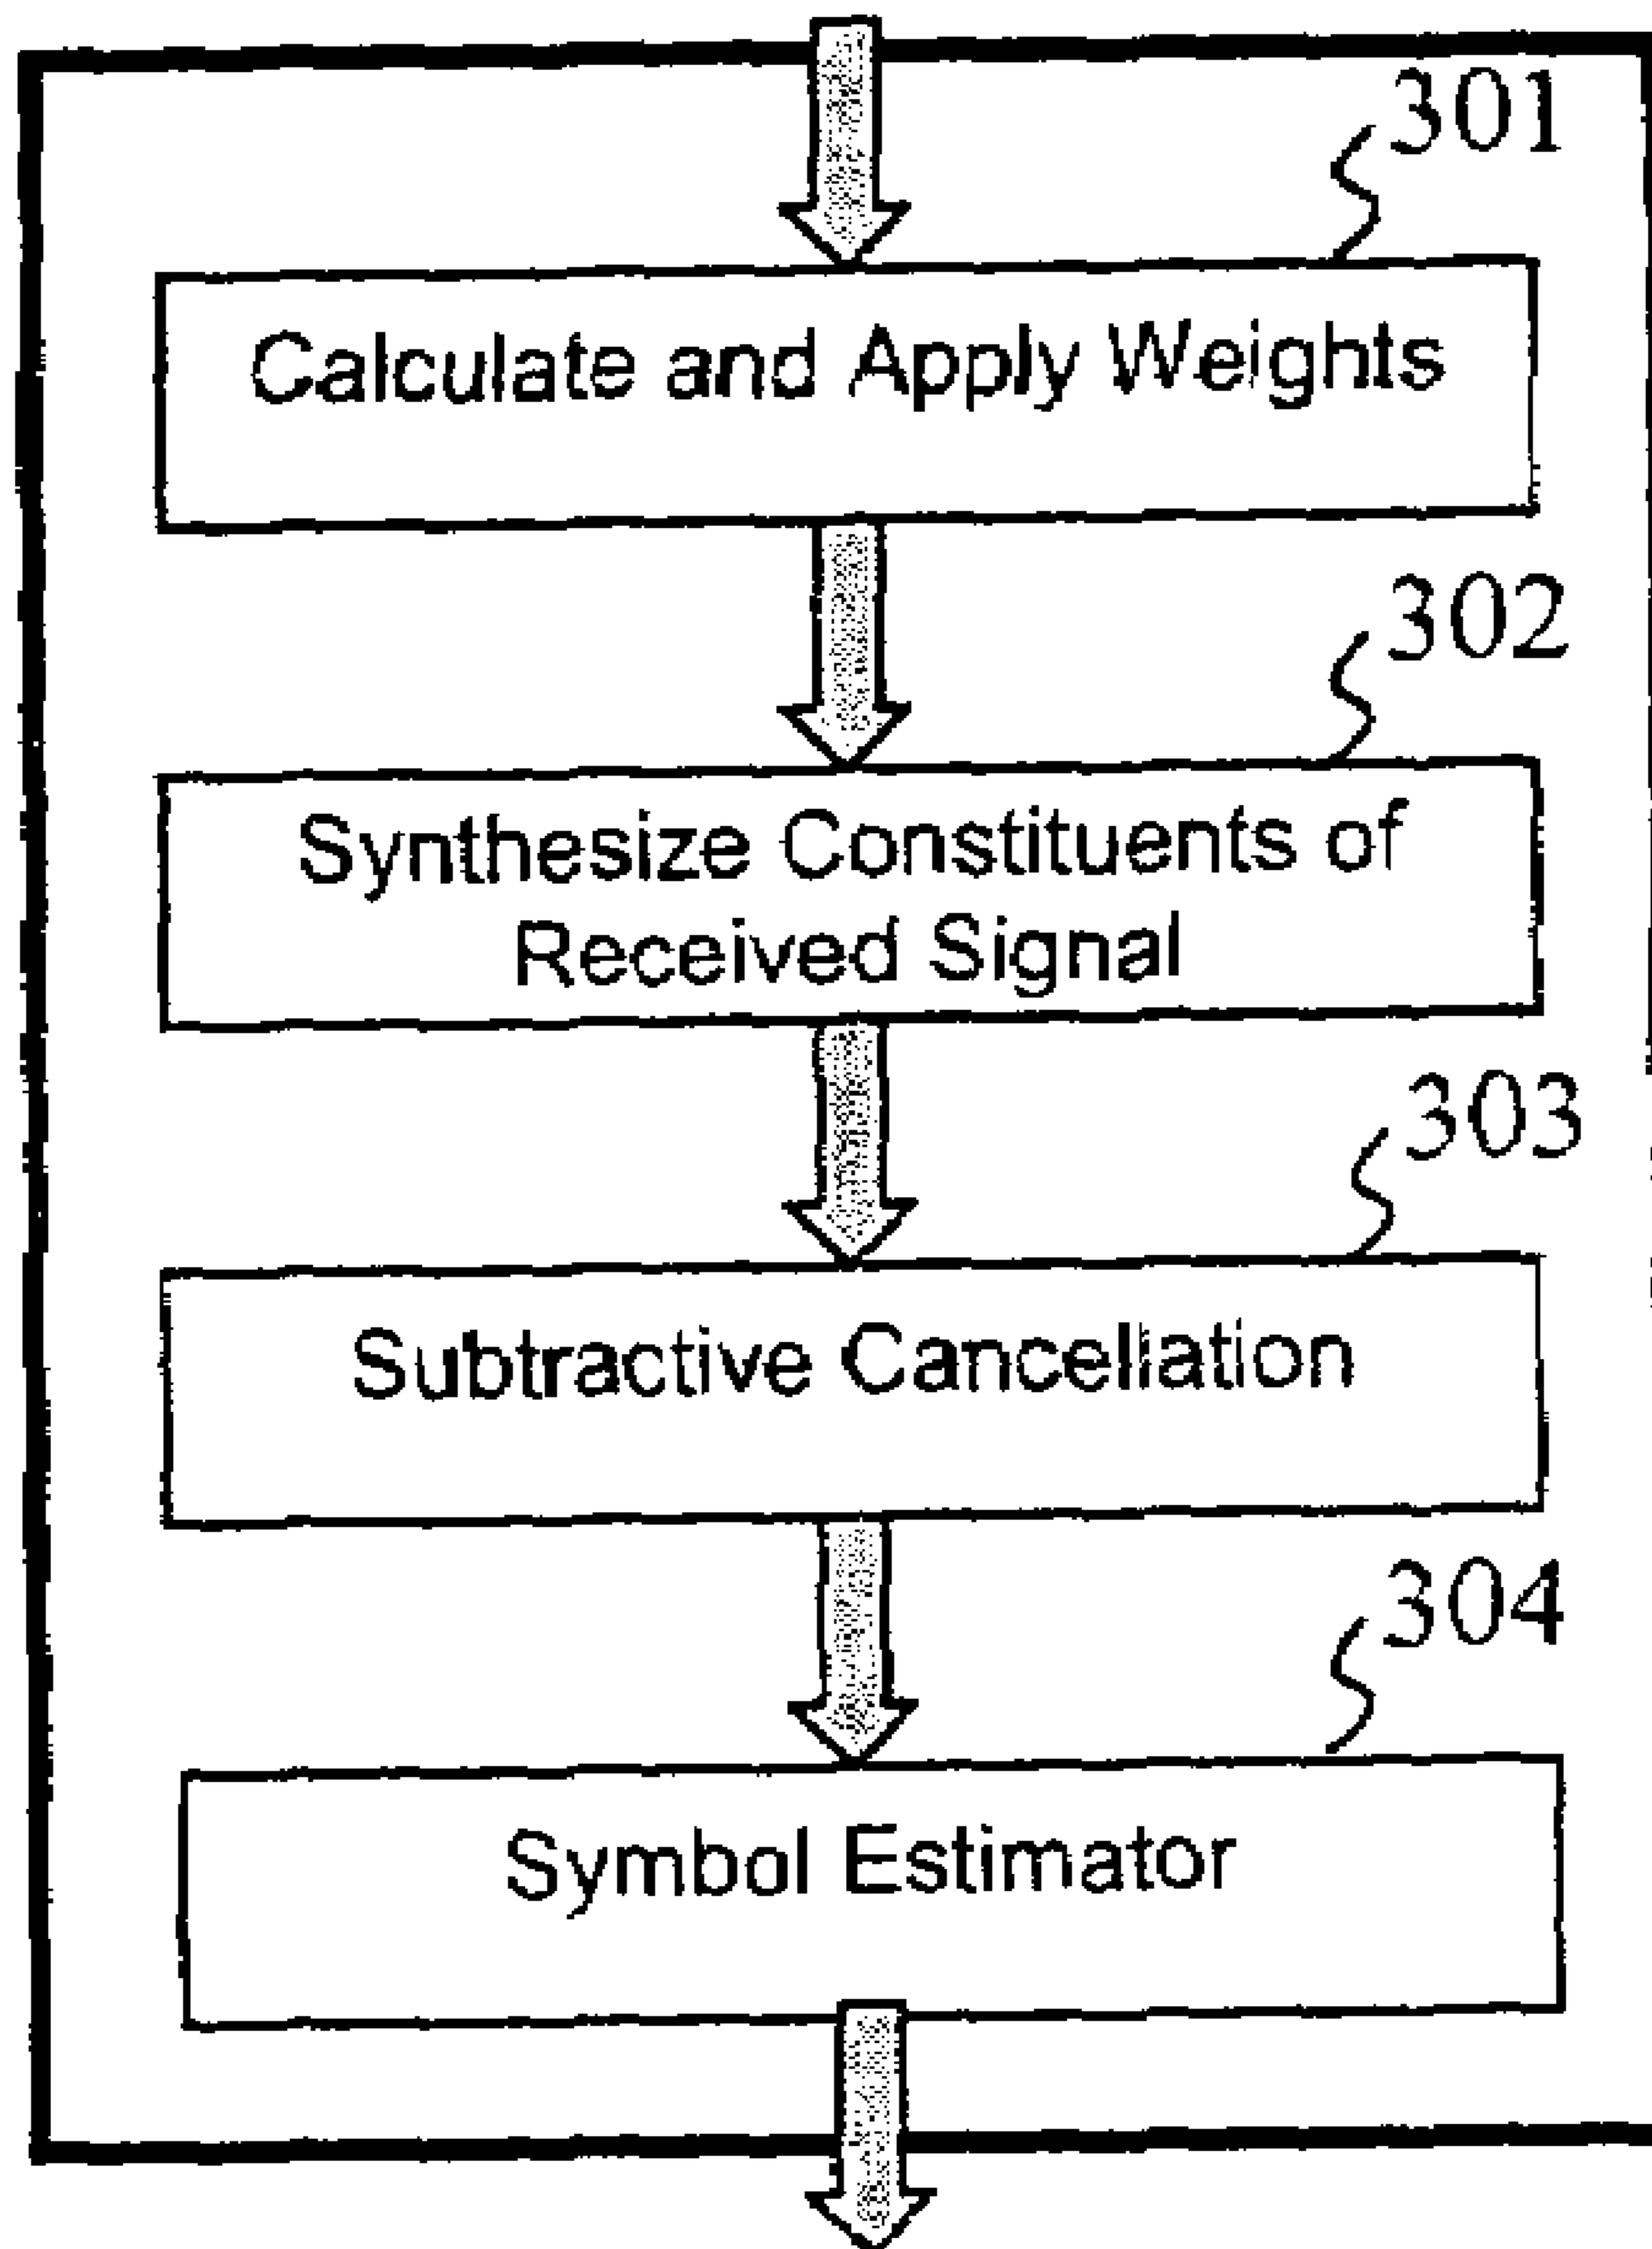 301
Calculate and Apply Weights
302
Synthesize Constituents of
Received Signal
303
Subtractive Cancellation
304
Symbol Estimator